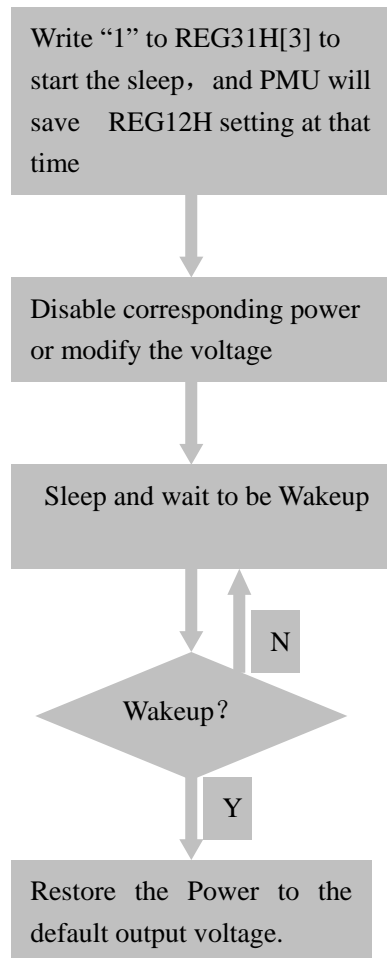 Write “1” to REG31H[3] to
start the sleep，and PMU will
save REG12H setting at that
time
Disable corresponding power
or modify the voltage
Sleep and wait to be Wakeup
N
Wakeup？
Y
Restore the Power to the
default output voltage.